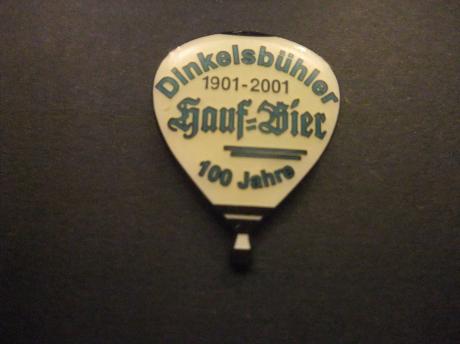 Dinkelsbühler
1901-2001
Hauf-Bier
100 Jahre